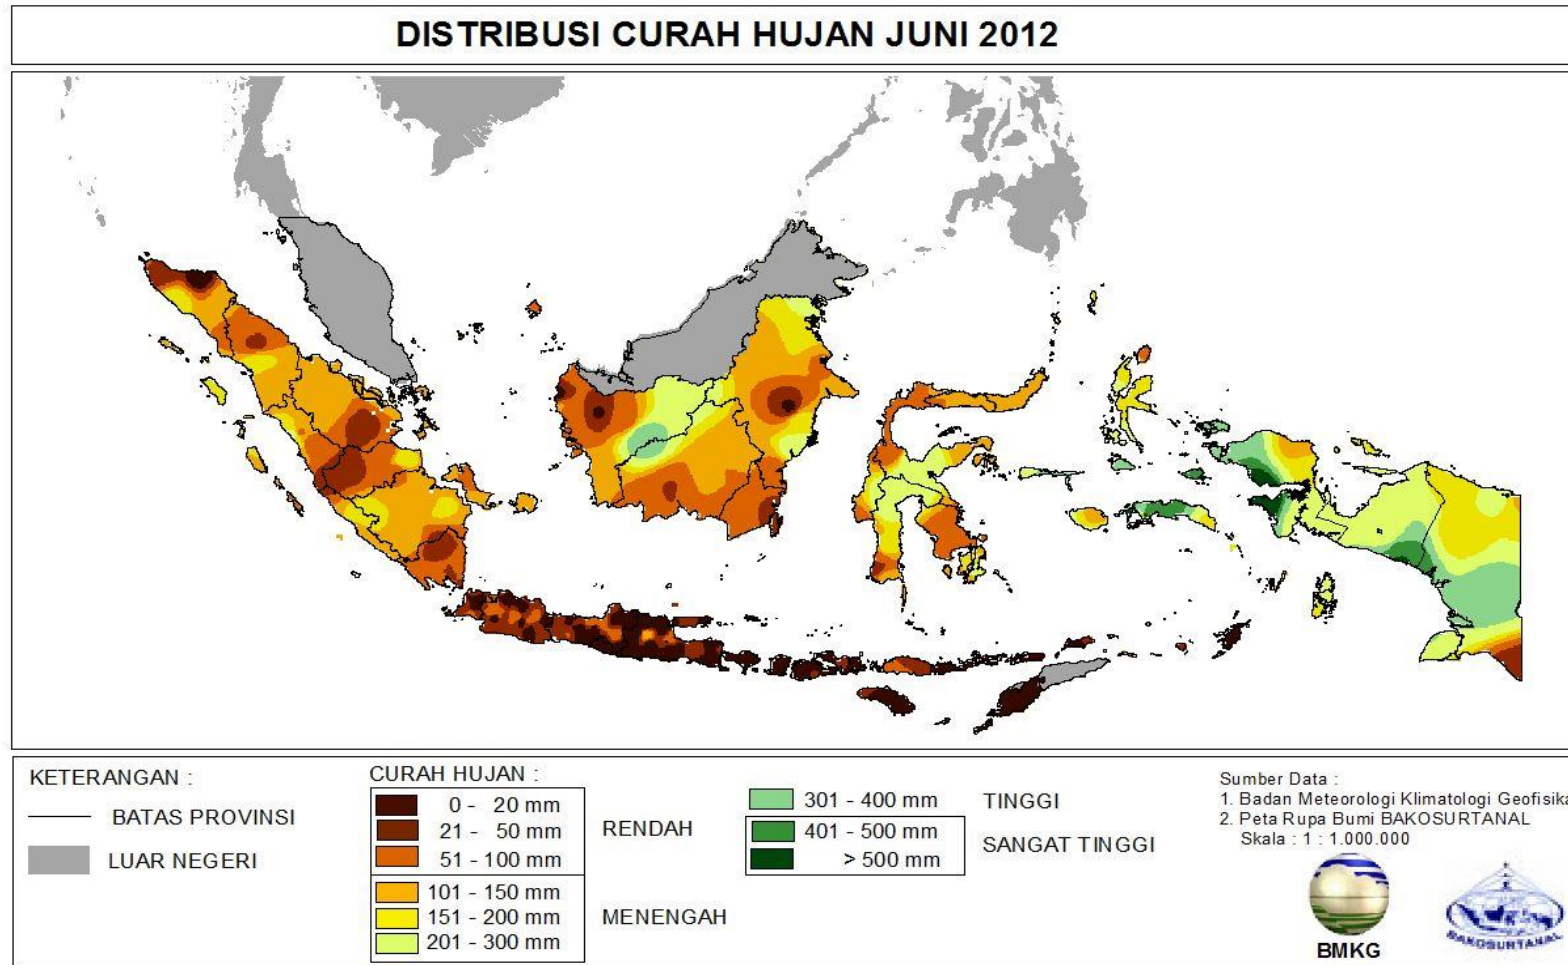 DISTRIBUSI CURAH HUJAN JUNI 2012
KETERANGAN :
BATAS PROVINSI
LUAR NEGERI
CURAH HUJAN :
0 - 20 mm
21 - 50 mm
51 - 100 mm
RENDAH
101 - 150 mm
151 - 200 mm
201 - 300 mm
MENENGAH
301 - 400 mm
TINGGI
401 - 500 mm
> 500 mm
SANGAT TINGGI
Sumber Data :
1. Badan Meteorologi Klimatologi Geofisika
2. Peta Rupa Bumi BAKOSURTANAL
Skala : 1 : 1.000.000
BMKG
BAKOSURTANAL